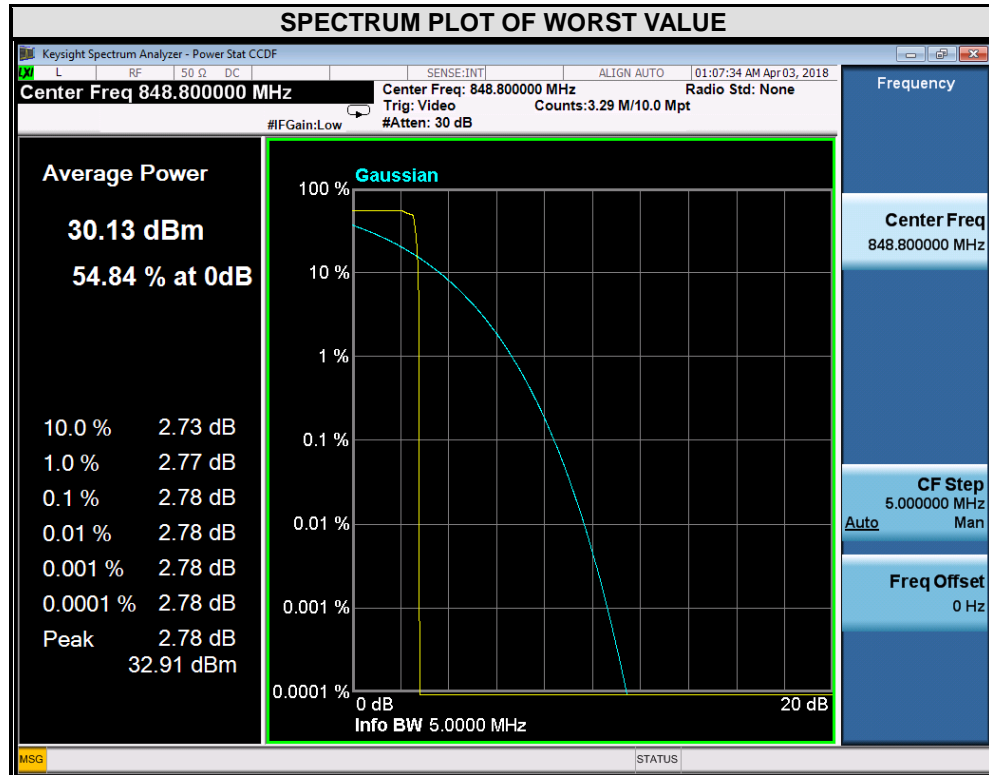 SPECTRUM PLOT OF WORST VALUE
Keysight Spectrum Analyzer - Power Stat CCDF
LXI L RF 50 Ω DC SENSE:INT ALIGN AUTO 01:07:34 AM Apr 03, 2018
Center Freq 848.800000 MHz
#IFGain:Low
Center Freq: 848.800000 MHz
Radio Std: None
Trig: Video
Counts:3.29 M/10.0 Mpt
#Atten: 30 dB
Average Power
30.13 dBm
54.84 % at 0dB
10.0 % 2.73 dB
1.0 % 2.77 dB
0.1 % 2.78 dB
0.01 % 2.78 dB
0.001 % 2.78 dB
0.0001 % 2.78 dB
Peak 2.78 dB
32.91 dBm
Gaussian
100 %
10 %
1 %
0.1 %
0.01 %
0.001 %
0.0001 %
0 dB
20 dB
Info BW 5.0000 MHz
Frequency
Center Freq
848.800000 MHz
CF Step
5.000000 MHz
Auto Man
Freq Offset
0 Hz
MSG
STATUS